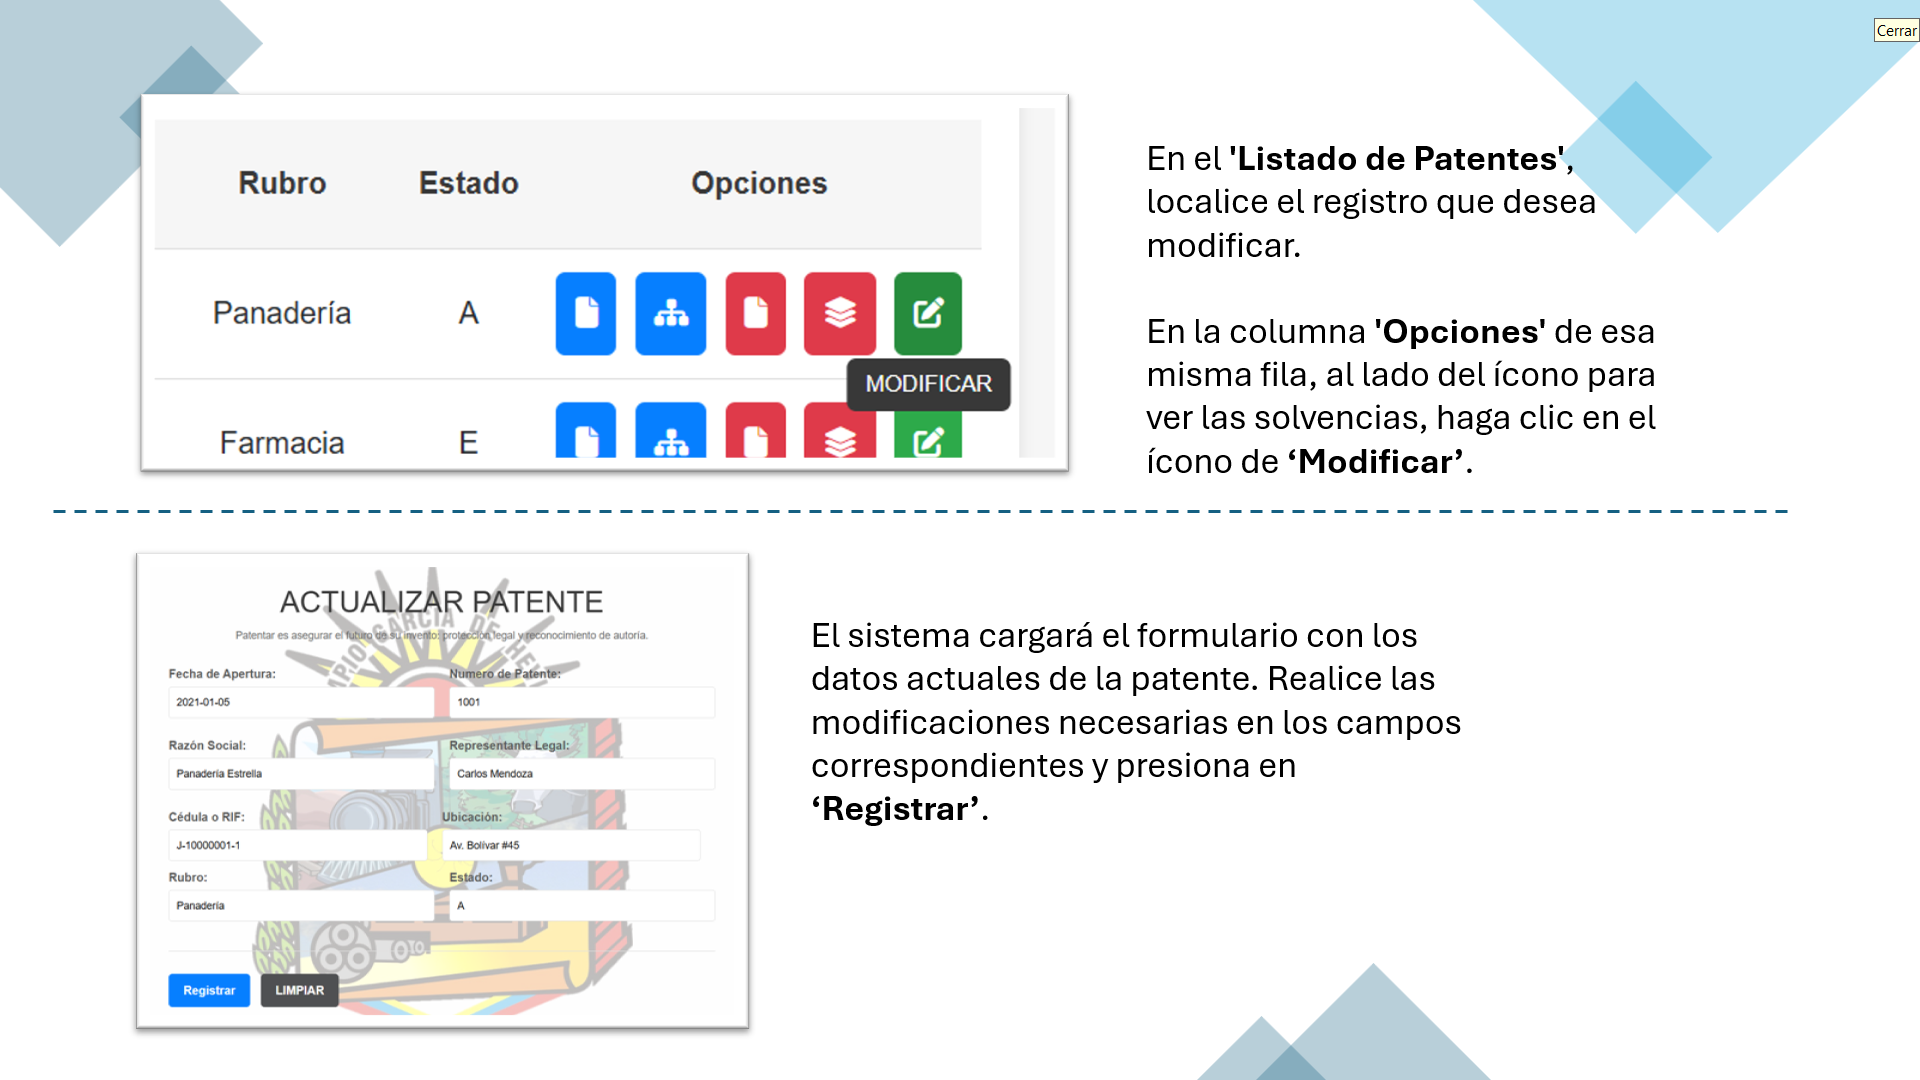 Cerrar
Rubro Estado Opciones
Panadería A
MODIFICAR
Farmacia E
En el 'Listado de Patentes',
localice el registro que desea
modificar.
En la columna 'Opciones' de esa
misma fila, al lado del ícono para
ver las solvencias, haga clic en el
ícono de ‘Modificar’.
ACTUALIZAR PATENTE
Patentar es asegurar el futuro de su invento: protección legal y reconocimiento de autoría.
Fecha de Apertura: Numero de Patente:
2021-01-05 1001
Razón Social: Representante Legal:
Panadería Estrella Carlos Mendoza
Cédula o RIF: Ubicación:
J-10000001-1 Av. Bolívar #45
Rubro: Estado:
Panadería A
Registrar LIMPIAR
El sistema cargará el formulario con los
datos actuales de la patente. Realice las
modificaciones necesarias en los campos
correspondientes y presiona en
‘Registrar’.